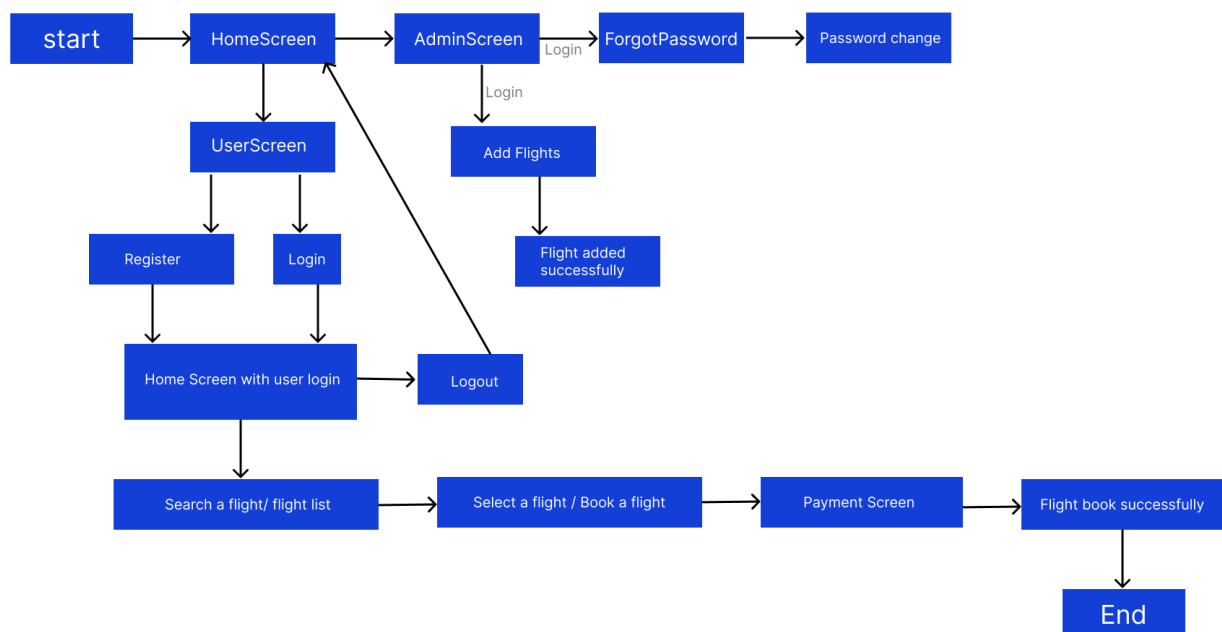 start
HomeScreen
AdminScreen
Login
ForgotPassword
Password change
Login
UserScreen
Add Flights
Register
Login
Flight added
successfully
Home Screen with user login
Logout
Search a flight/ flight list
Select a flight / Book a flight
Payment Screen
Flight book successfully
End